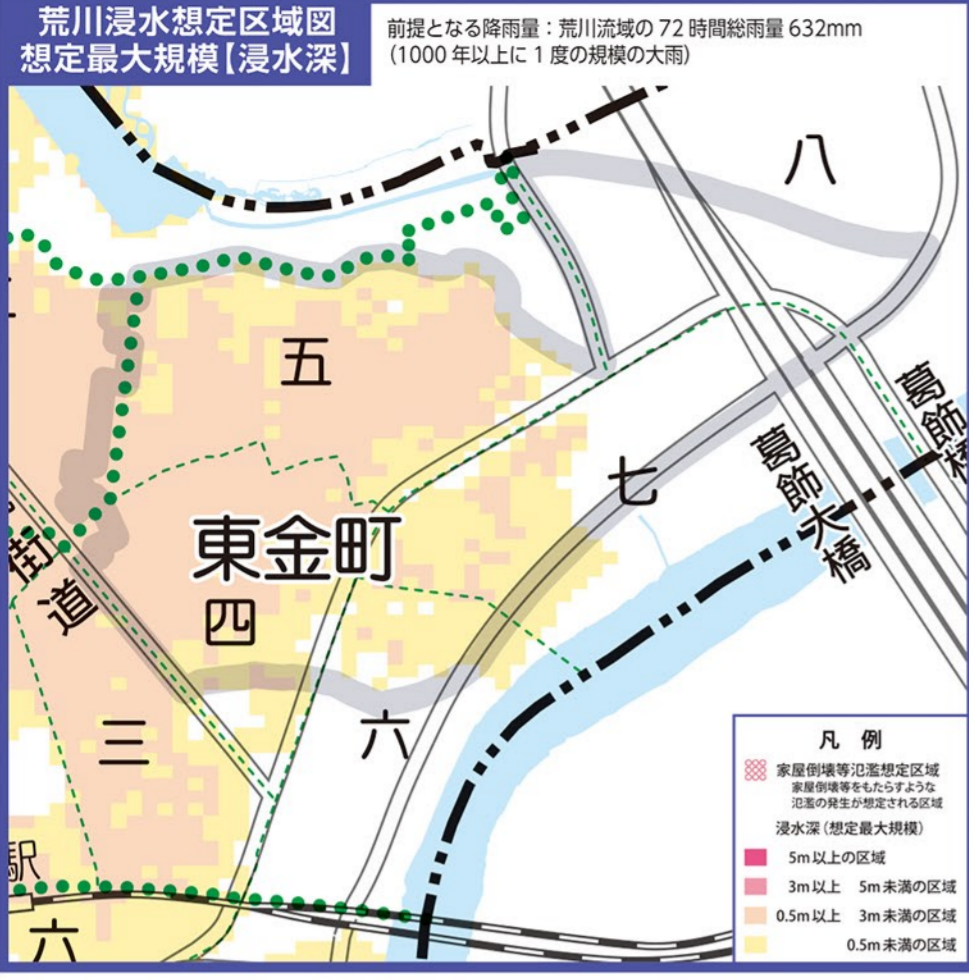 荒川浸水想定区域図
想定最大規模【浸水深】
前提となる降雨量：荒川流域の72時間総雨量632mm
（1000年以上に1度の規模の大雨）
八
五
葛飾橋
七
葛飾大橋
東金町
街道
四
三
六
駅
六
凡 例
家屋倒壊等氾濫想定区域
家屋倒壊等をもたらすような
氾濫の発生が想定される区域
浸水深（想定最大規模）
5m以上の区域
3m以上 5m未満の区域
0.5m以上 3m未満の区域
0.5m未満の区域